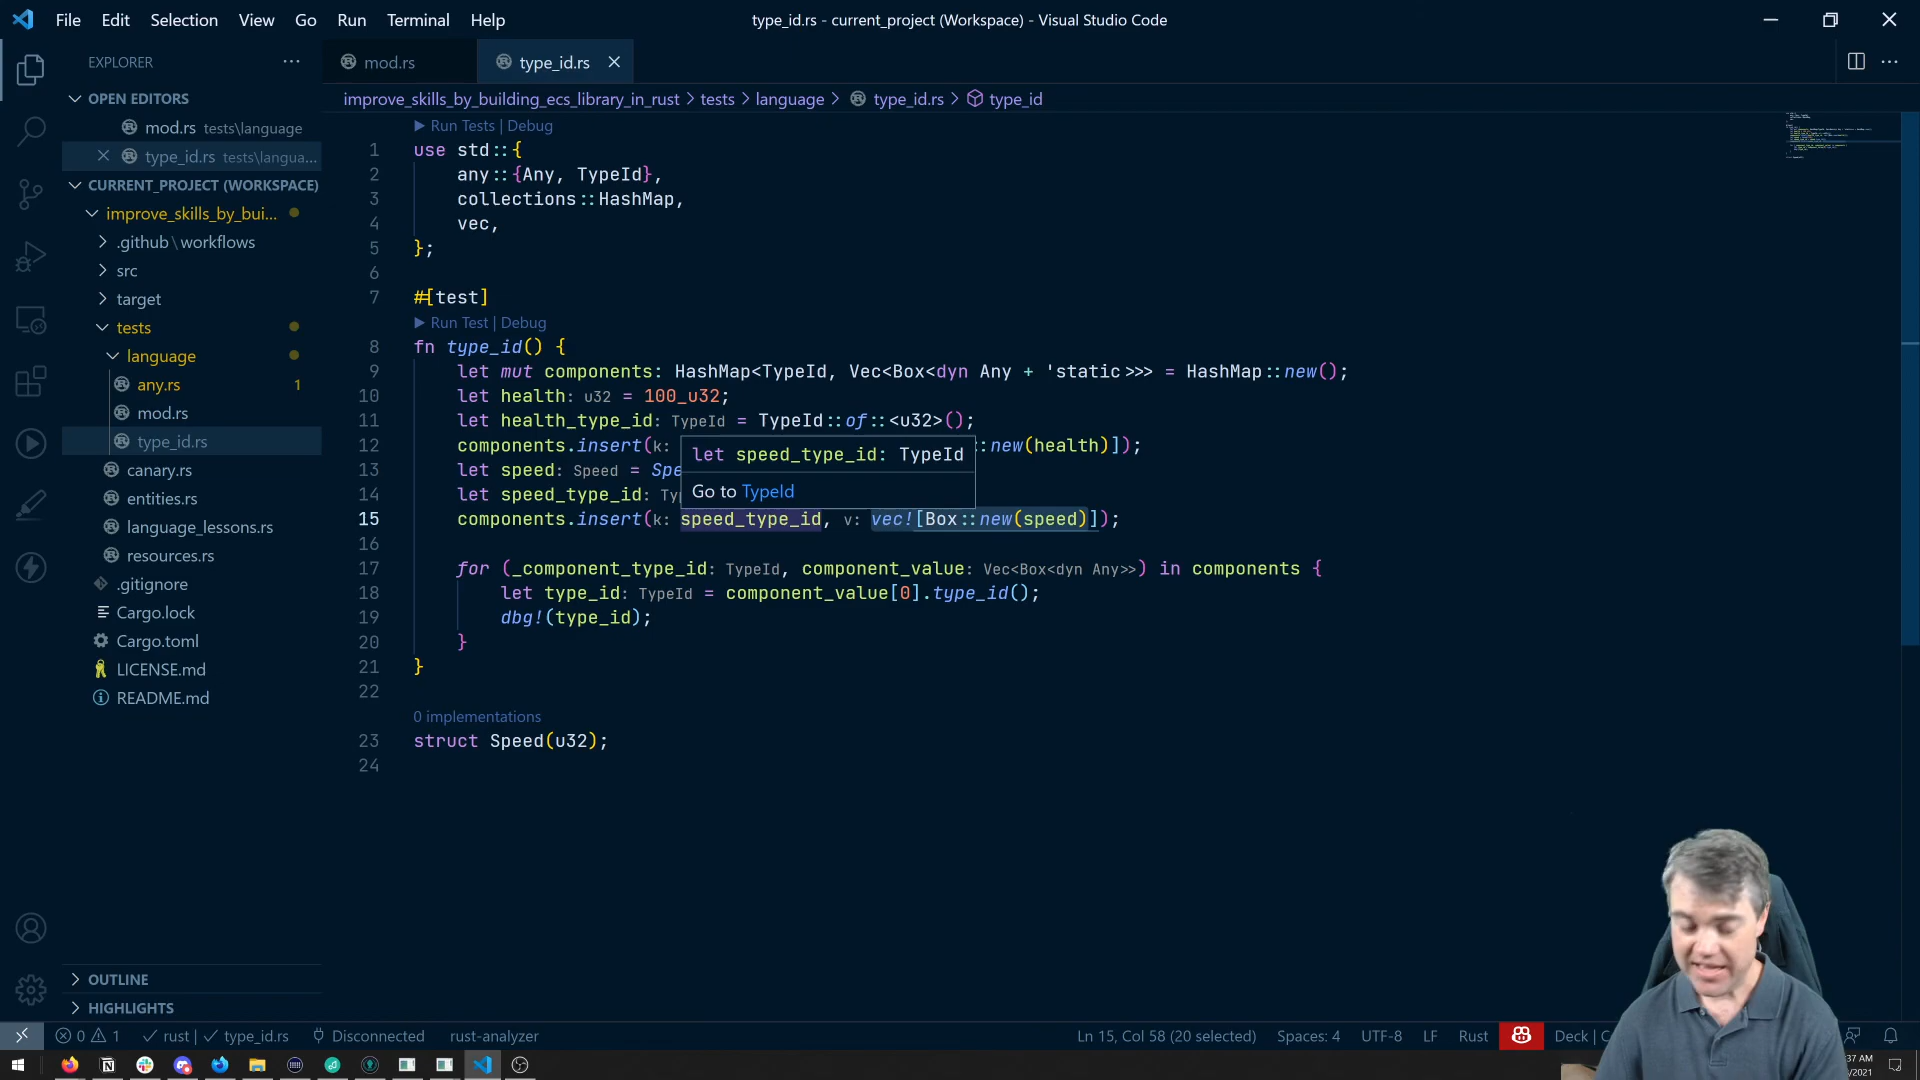 File Edit Selection View Go Run Terminal Help
type_id.rs - current_project (Workspace) - Visual Studio Code
EXPLORER
OPEN EDITORS
mod.rs tests\language
type_id.rs tests\langua...
CURRENT_PROJECT (WORKSPACE)
improve_skills_by_bui...
.github\workflows
src
target
tests
language
any.rs 1
mod.rs
type_id.rs
canary.rs
entities.rs
language_lessons.rs
resources.rs
.gitignore
Cargo.lock
Cargo.toml
LICENSE.md
README.md
OUTLINE
HIGHLIGHTS
mod.rs type_id.rs
improve_skills_by_building_ecs_library_in_rust > tests > language > type_id.rs > type_id
Run Tests | Debug
1 use std::{
2 any::{Any, TypeId},
3 collections::HashMap,
4 vec,
5 };
6
7 #[test]
Run Test | Debug
8 fn type_id() {
9 let mut components: HashMap<TypeId, Vec<Box<dyn Any + 'static>>> = HashMap::new();
10 let health: u32 = 100_u32;
11 let health_type_id: TypeId = TypeId::of::<u32>();
12 components.insert(k: ::new(health)]);
let speed_type_id: TypeId
13 let speed: Speed = Spe
Go to TypeId
14 let speed_type_id: Typ
15 components.insert(k: speed_type_id, v: vec![Box::new(speed)]);
16
17 for (_component_type_id: TypeId, component_value: Vec<Box<dyn Any>>) in components {
18 let type_id: TypeId = component_value[0].type_id();
19 dbg!(type_id);
20 }
21 }
22
0 implementations
23 struct Speed(u32);
24
0 1 rust | type_id.rs Disconnected rust-analyzer Ln 15, Col 58 (20 selected) Spaces: 4 UTF-8 LF Rust Deck | C
:37 AM
/2021